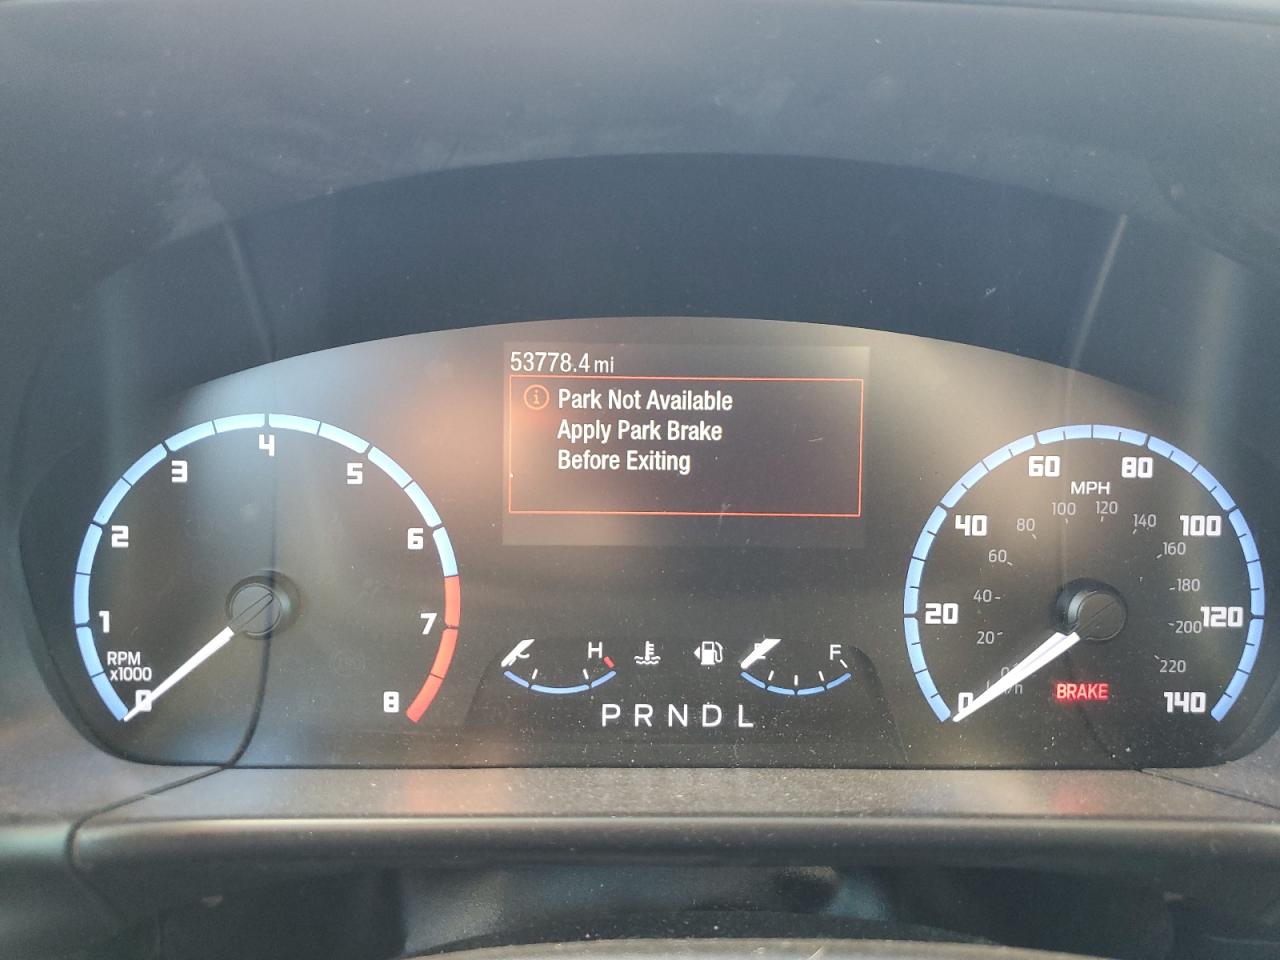 53778.4 mi
Park Not Available
Apply Park Brake
Before Exiting
0 1 2 3 4 5 6 7 8
RPM
x1000
C H
E F
PRNDL
0 20 40 60 80 100 120 140
MPH
0 20 40 60 80 100 120 140 160 180 200 220
km/h
BRAKE